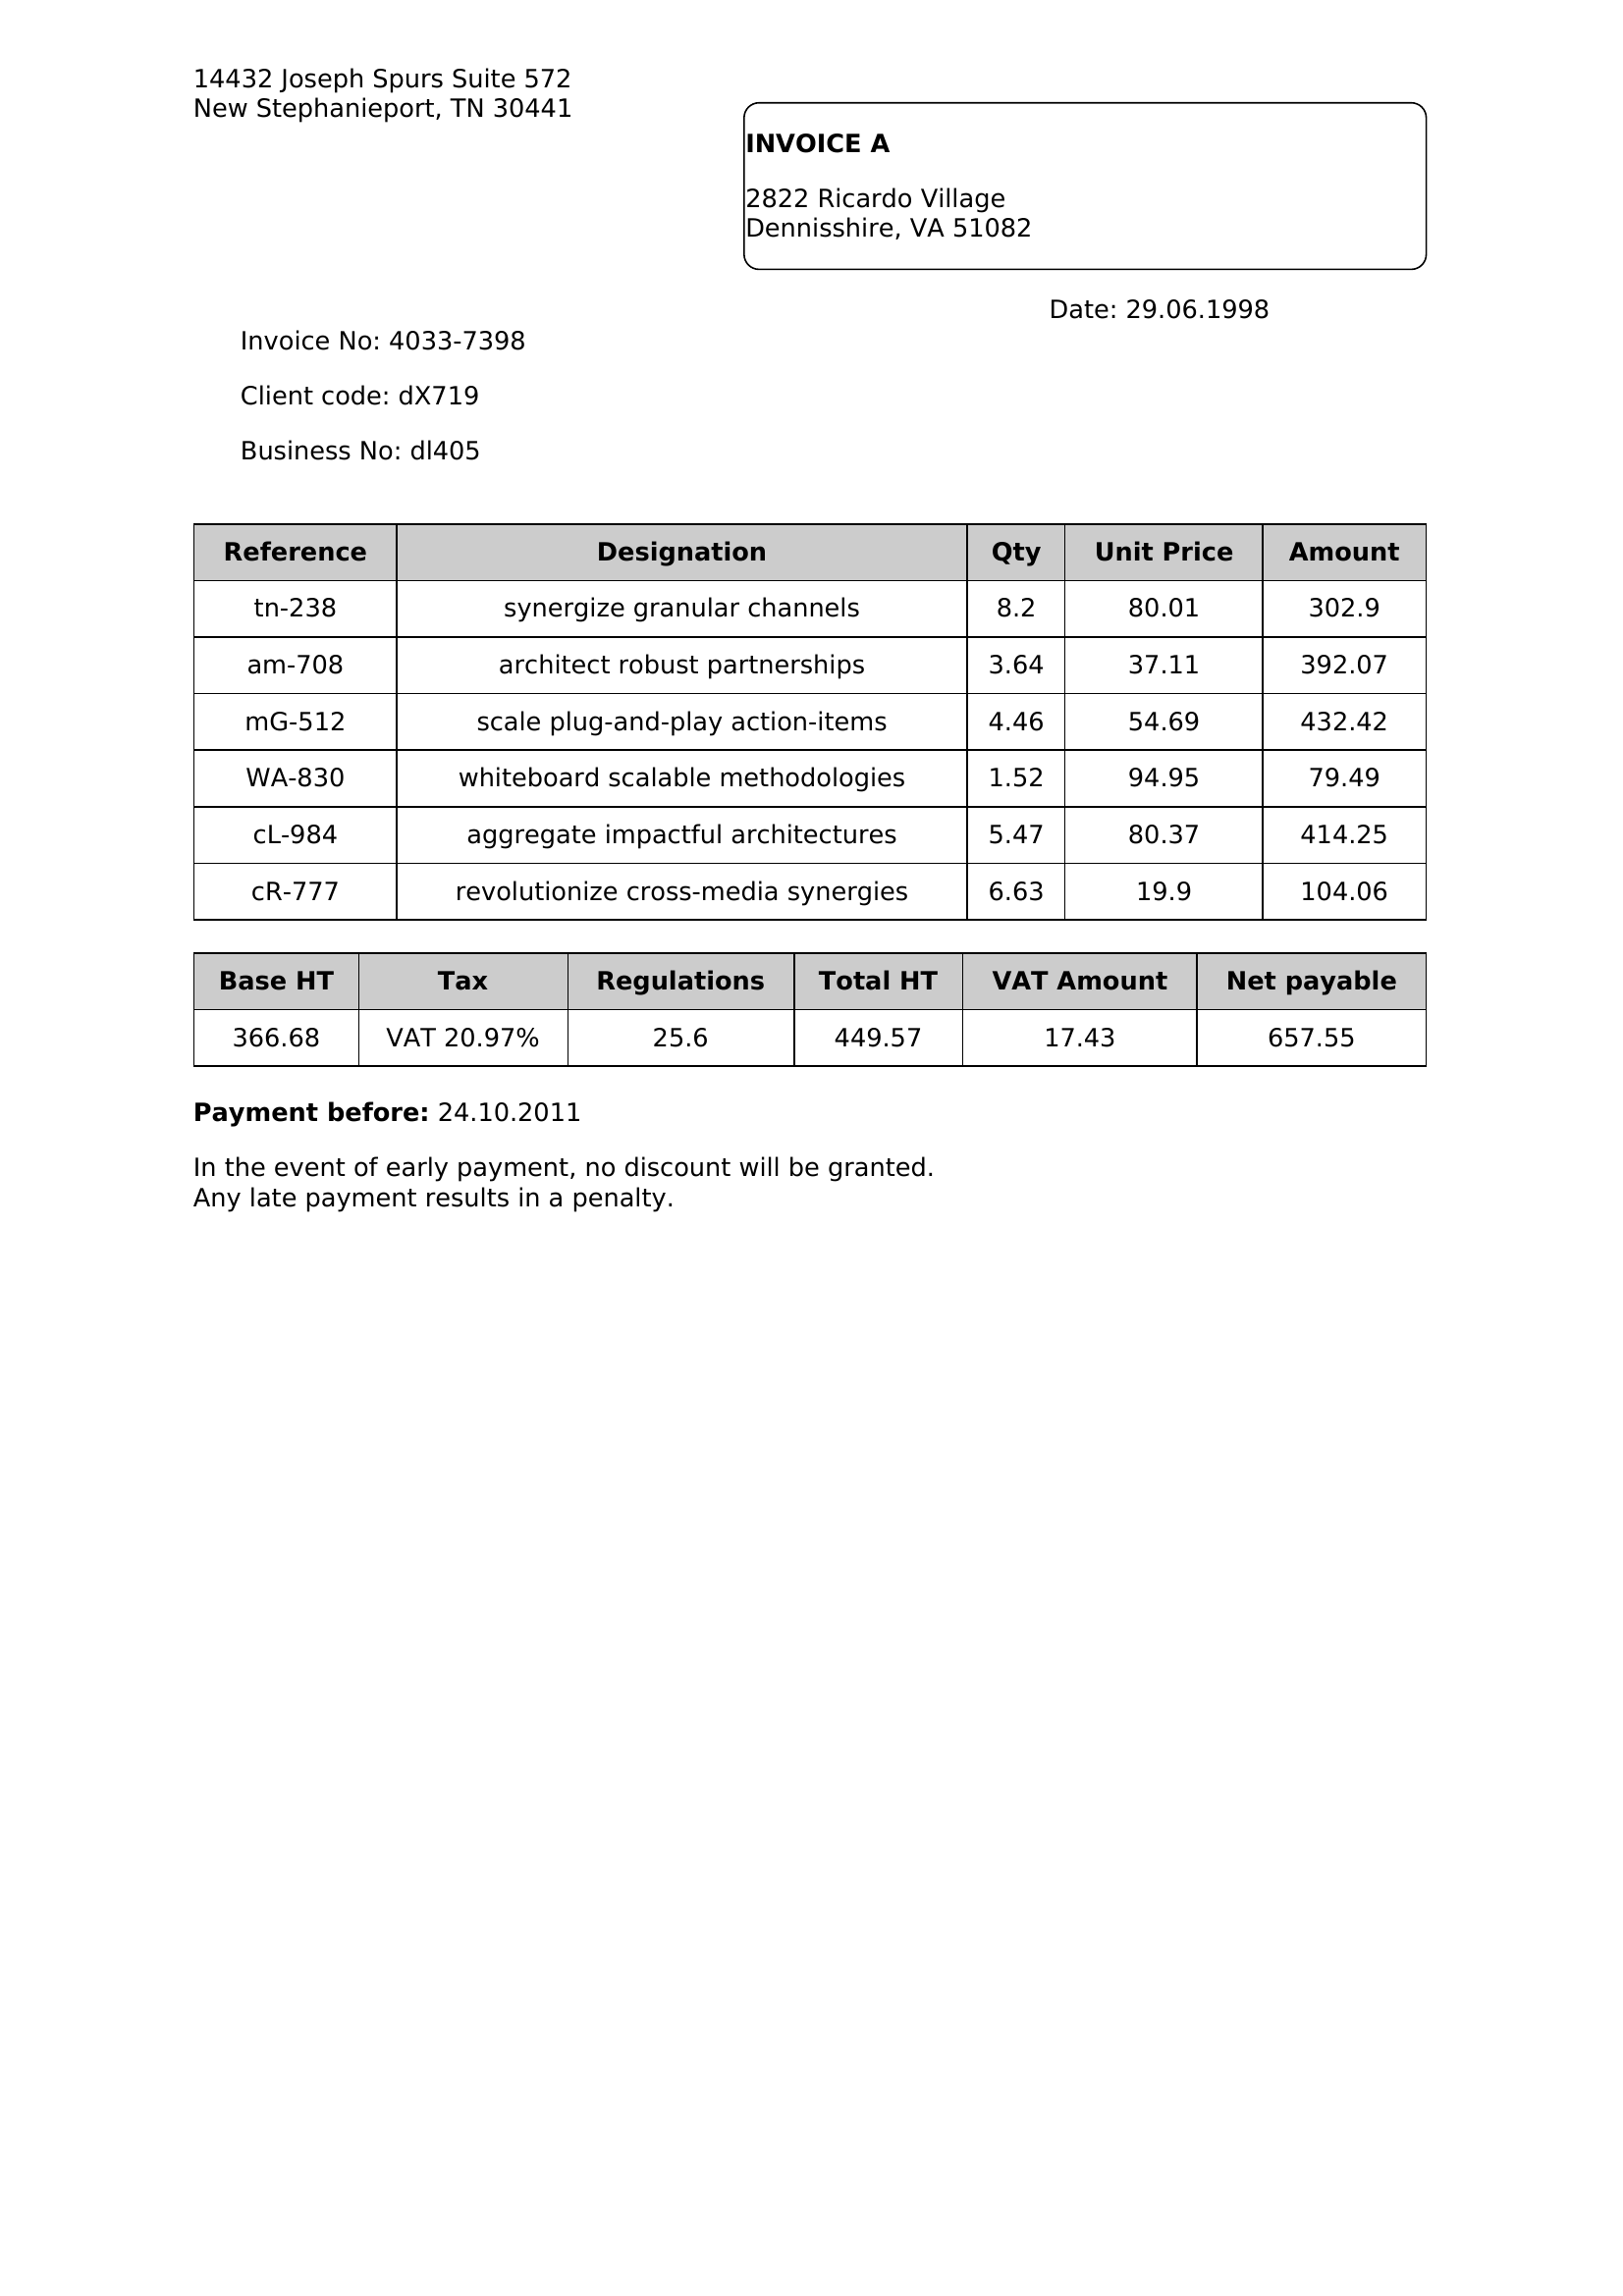 14432 Joseph Spurs Suite 572
New Stephanieport, TN 30441
INVOICE A
2822 Ricardo Village
Dennisshire, VA 51082
Date: 29.06.1998
Invoice No: 4033-7398
Client code: dX719
Business No: dl405
Reference Designation Qty Unit Price Amount
tn-238 synergize granular channels 8.2 80.01 302.9
am-708 architect robust partnerships 3.64 37.11 392.07
mG-512 scale plug-and-play action-items 4.46 54.69 432.42
WA-830 whiteboard scalable methodologies 1.52 94.95 79.49
cL-984 aggregate impactful architectures 5.47 80.37 414.25
cR-777 revolutionize cross-media synergies 6.63 19.9 104.06
Base HT Tax Regulations Total HT VAT Amount Net payable
366.68 VAT 20.97% 25.6 449.57 17.43 657.55
Payment before: 24.10.2011
In the event of early payment, no discount will be granted.
Any late payment results in a penalty.